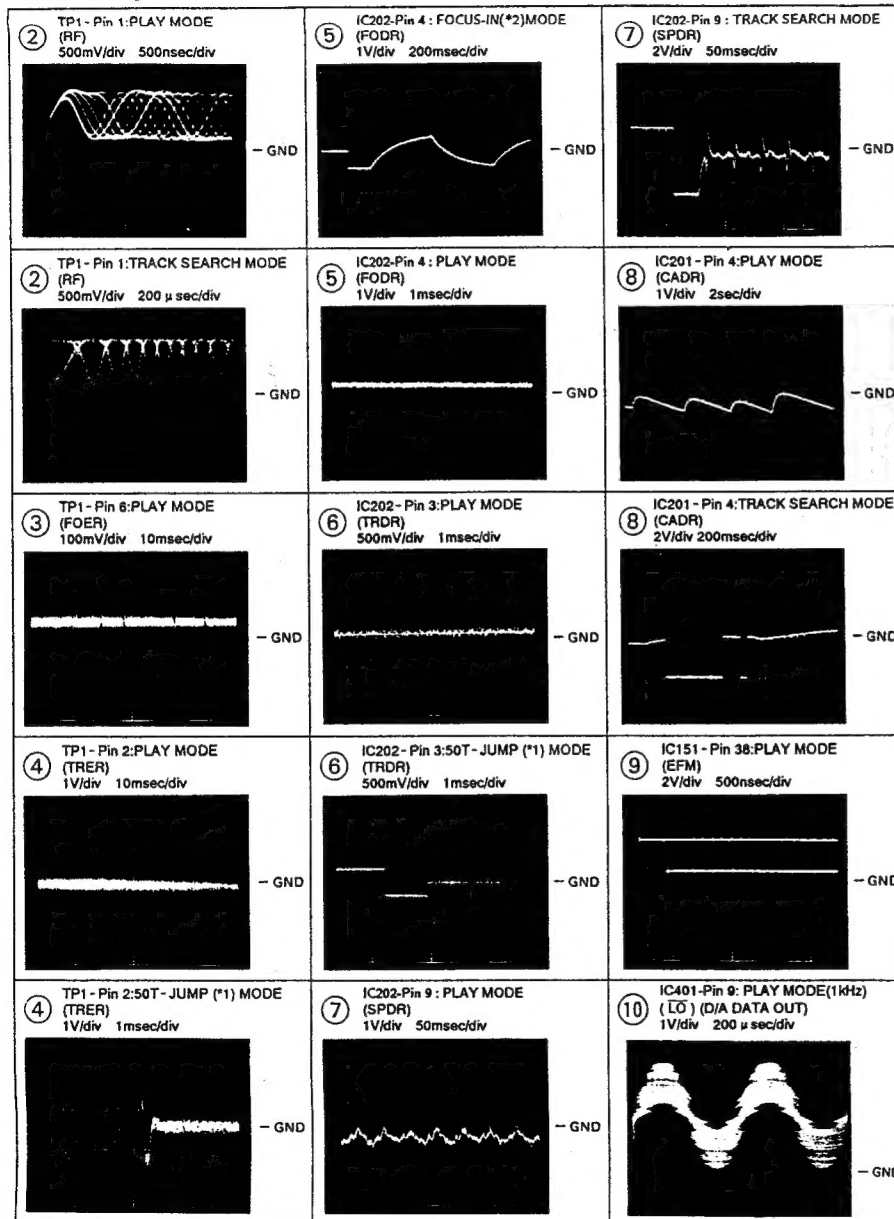 ② TP1 - Pin 1:PLAY MODE
(RF)
500mV/div 500nsec/div
- GND
⑤ IC202-Pin 4 : FOCUS-IN(*2)MODE
(FODR)
1V/div 200msec/div
- GND
⑦ IC202-Pin 9 : TRACK SEARCH MODE
(SPDR)
2V/div 50msec/div
- GND
② TP1 - Pin 1:TRACK SEARCH MODE
(RF)
500mV/div 200 µ sec/div
- GND
⑤ IC202-Pin 4 : PLAY MODE
(FODR)
1V/div 1msec/div
- GND
⑧ IC201 - Pin 4:PLAY MODE
(CADR)
1V/div 2sec/div
- GND
③ TP1 - Pin 6:PLAY MODE
(FOER)
100mV/div 10msec/div
- GND
⑥ IC202 - Pin 3:PLAY MODE
(TRDR)
500mV/div 1msec/div
- GND
⑧ IC201 - Pin 4:TRACK SEARCH MODE
(CADR)
2V/div 200msec/div
- GND
④ TP1 - Pin 2:PLAY MODE
(TRER)
1V/div 10msec/div
- GND
⑥ IC202 - Pin 3:50T - JUMP (*1) MODE
(TRDR)
500mV/div 1msec/div
- GND
⑨ IC151 - Pin 38:PLAY MODE
(EFM)
2V/div 500nsec/div
- GND
④ TP1 - Pin 2:50T - JUMP (*1) MODE
(TRER)
1V/div 1msec/div
- GND
⑦ IC202-Pin 9 : PLAY MODE
(SPDR)
1V/div 50msec/div
- GND
⑩ IC401-Pin 9: PLAY MODE(1kHz)
( L̅O̅ ) (D/A DATA OUT)
1V/div 200 µ sec/div
- GND